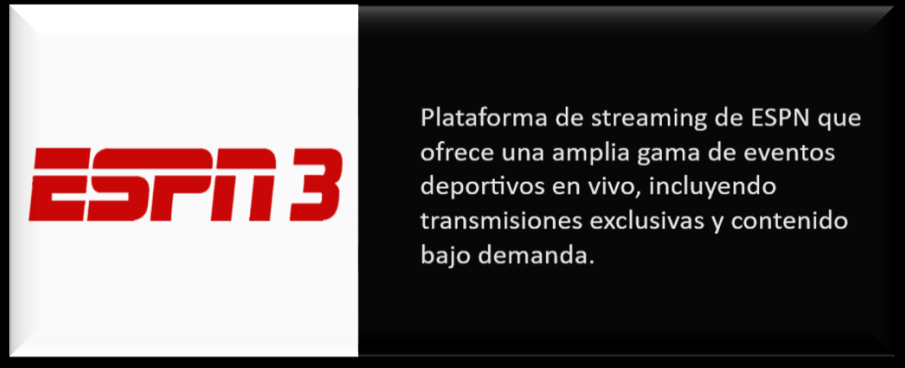 ESPN 3
Plataforma de streaming de ESPN que
ofrece una amplia gama de eventos
deportivos en vivo, incluyendo
transmisiones exclusivas y contenido
bajo demanda.